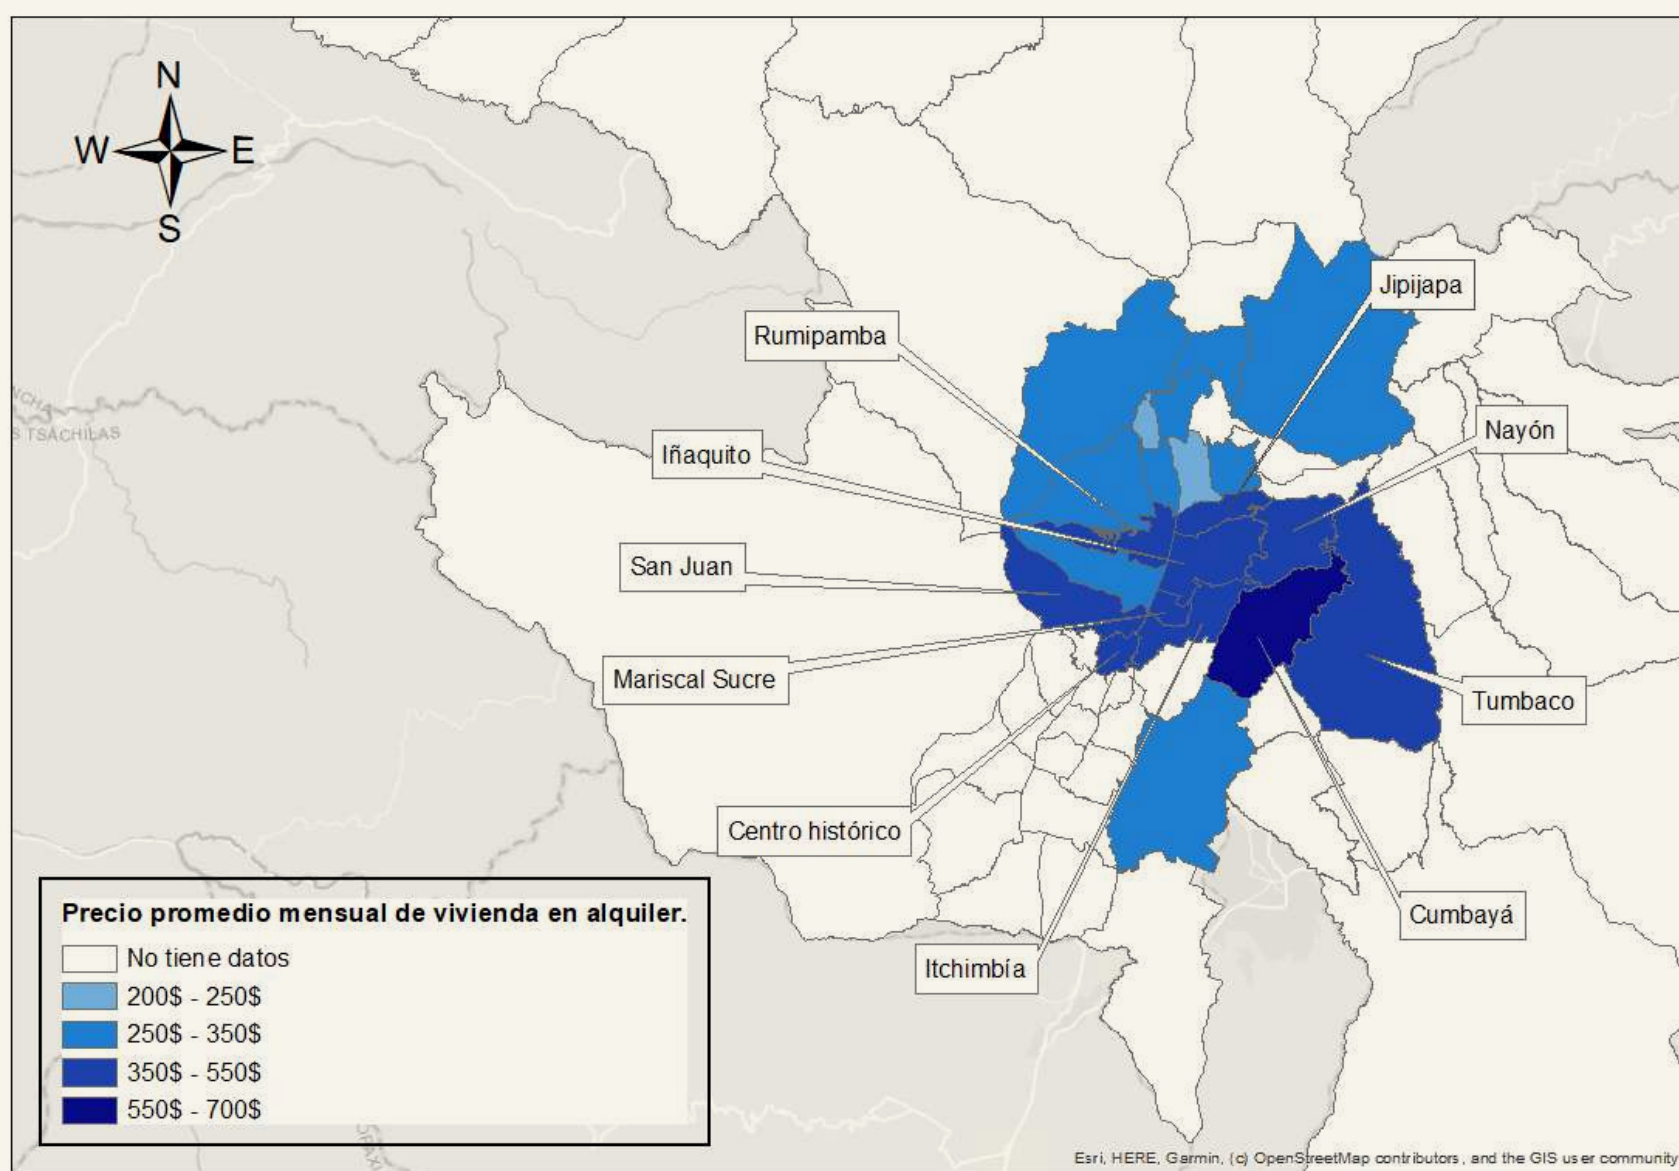 N
W E
S
Jipijapa
Rumipamba
Nayón
Iñaquito
NCHA
S TSÁCHILAS
San Juan
Mariscal Sucre
Tumbaco
Centro histórico
Cumbayá
Itchimbía
Precio promedio mensual de vivienda en alquiler.
No tiene datos
200$ - 250$
250$ - 350$
350$ - 550$
550$ - 700$
Esri, HERE, Garmin, (c) OpenStreetMap contributors, and the GIS user community